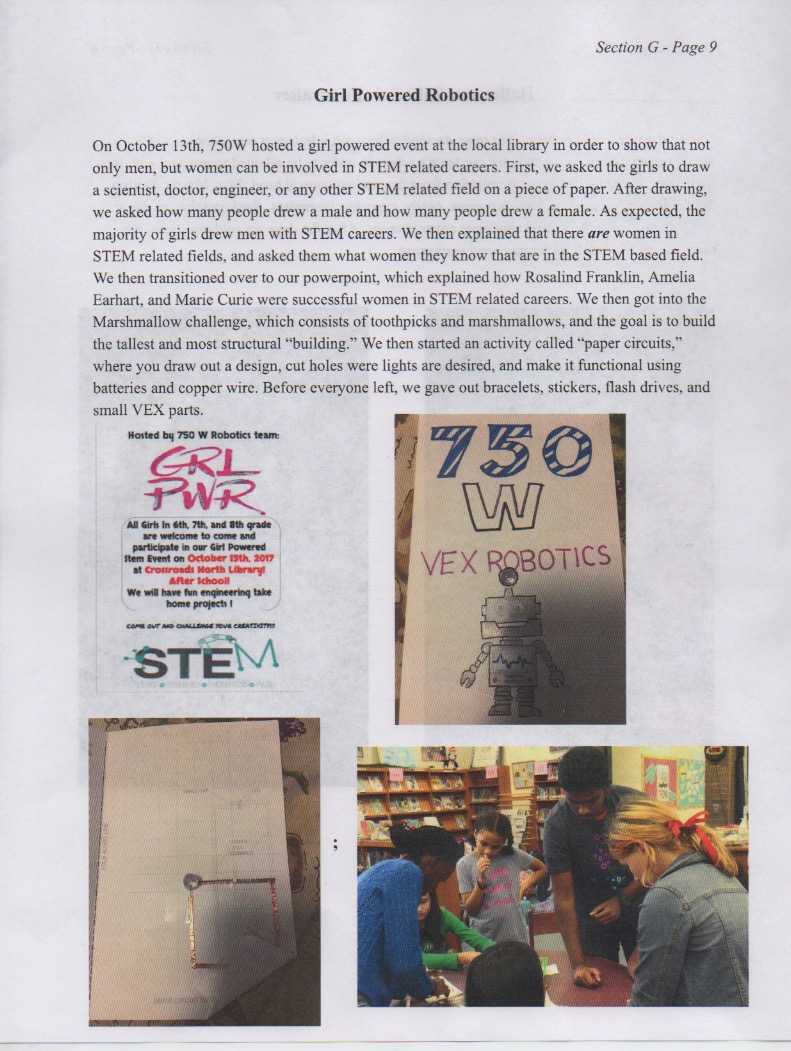 Section G - Page 9
Girl Powered Robotics
On October 13th, 750W hosted a girl powered event at the local library in order to show that not
only men, but women can be involved in STEM related careers. First, we asked the girls to draw
a scientist, doctor, engineer, or any other STEM related field on a piece of paper. After drawing,
we asked how many people drew a male and how many people drew a female. As expected, the
majority of girls drew men with STEM careers. We then explained that there are women in
STEM related fields, and asked them what women they know that are in the STEM based field.
We then transitioned over to our powerpoint, which explained how Rosalind Franklin, Amelia
Earhart, and Marie Curie were successful women in STEM related careers. We then got into the
Marshmallow challenge, which consists of toothpicks and marshmallows, and the goal is to build
the tallest and most structural “building.” We then started an activity called “paper circuits,”
where you draw out a design, cut holes were lights are desired, and make it functional using
batteries and copper wire. Before everyone left, we gave out bracelets, stickers, flash drives, and
small VEX parts.
Hosted by 750 W Robotics team:
GRL
PWR
All Girls in 6th, 7th, and 8th grade
are welcome to come and
participate in our Girl Powered
Stem Event on October 13th, 2017
at Crossroads North Library!
After School!
We will have fun engineering take
home projects !
COME OUT AND CHALLENGE YOUR CREATIVITY!!!
STEM
750
W
VEX ROBOTICS
;